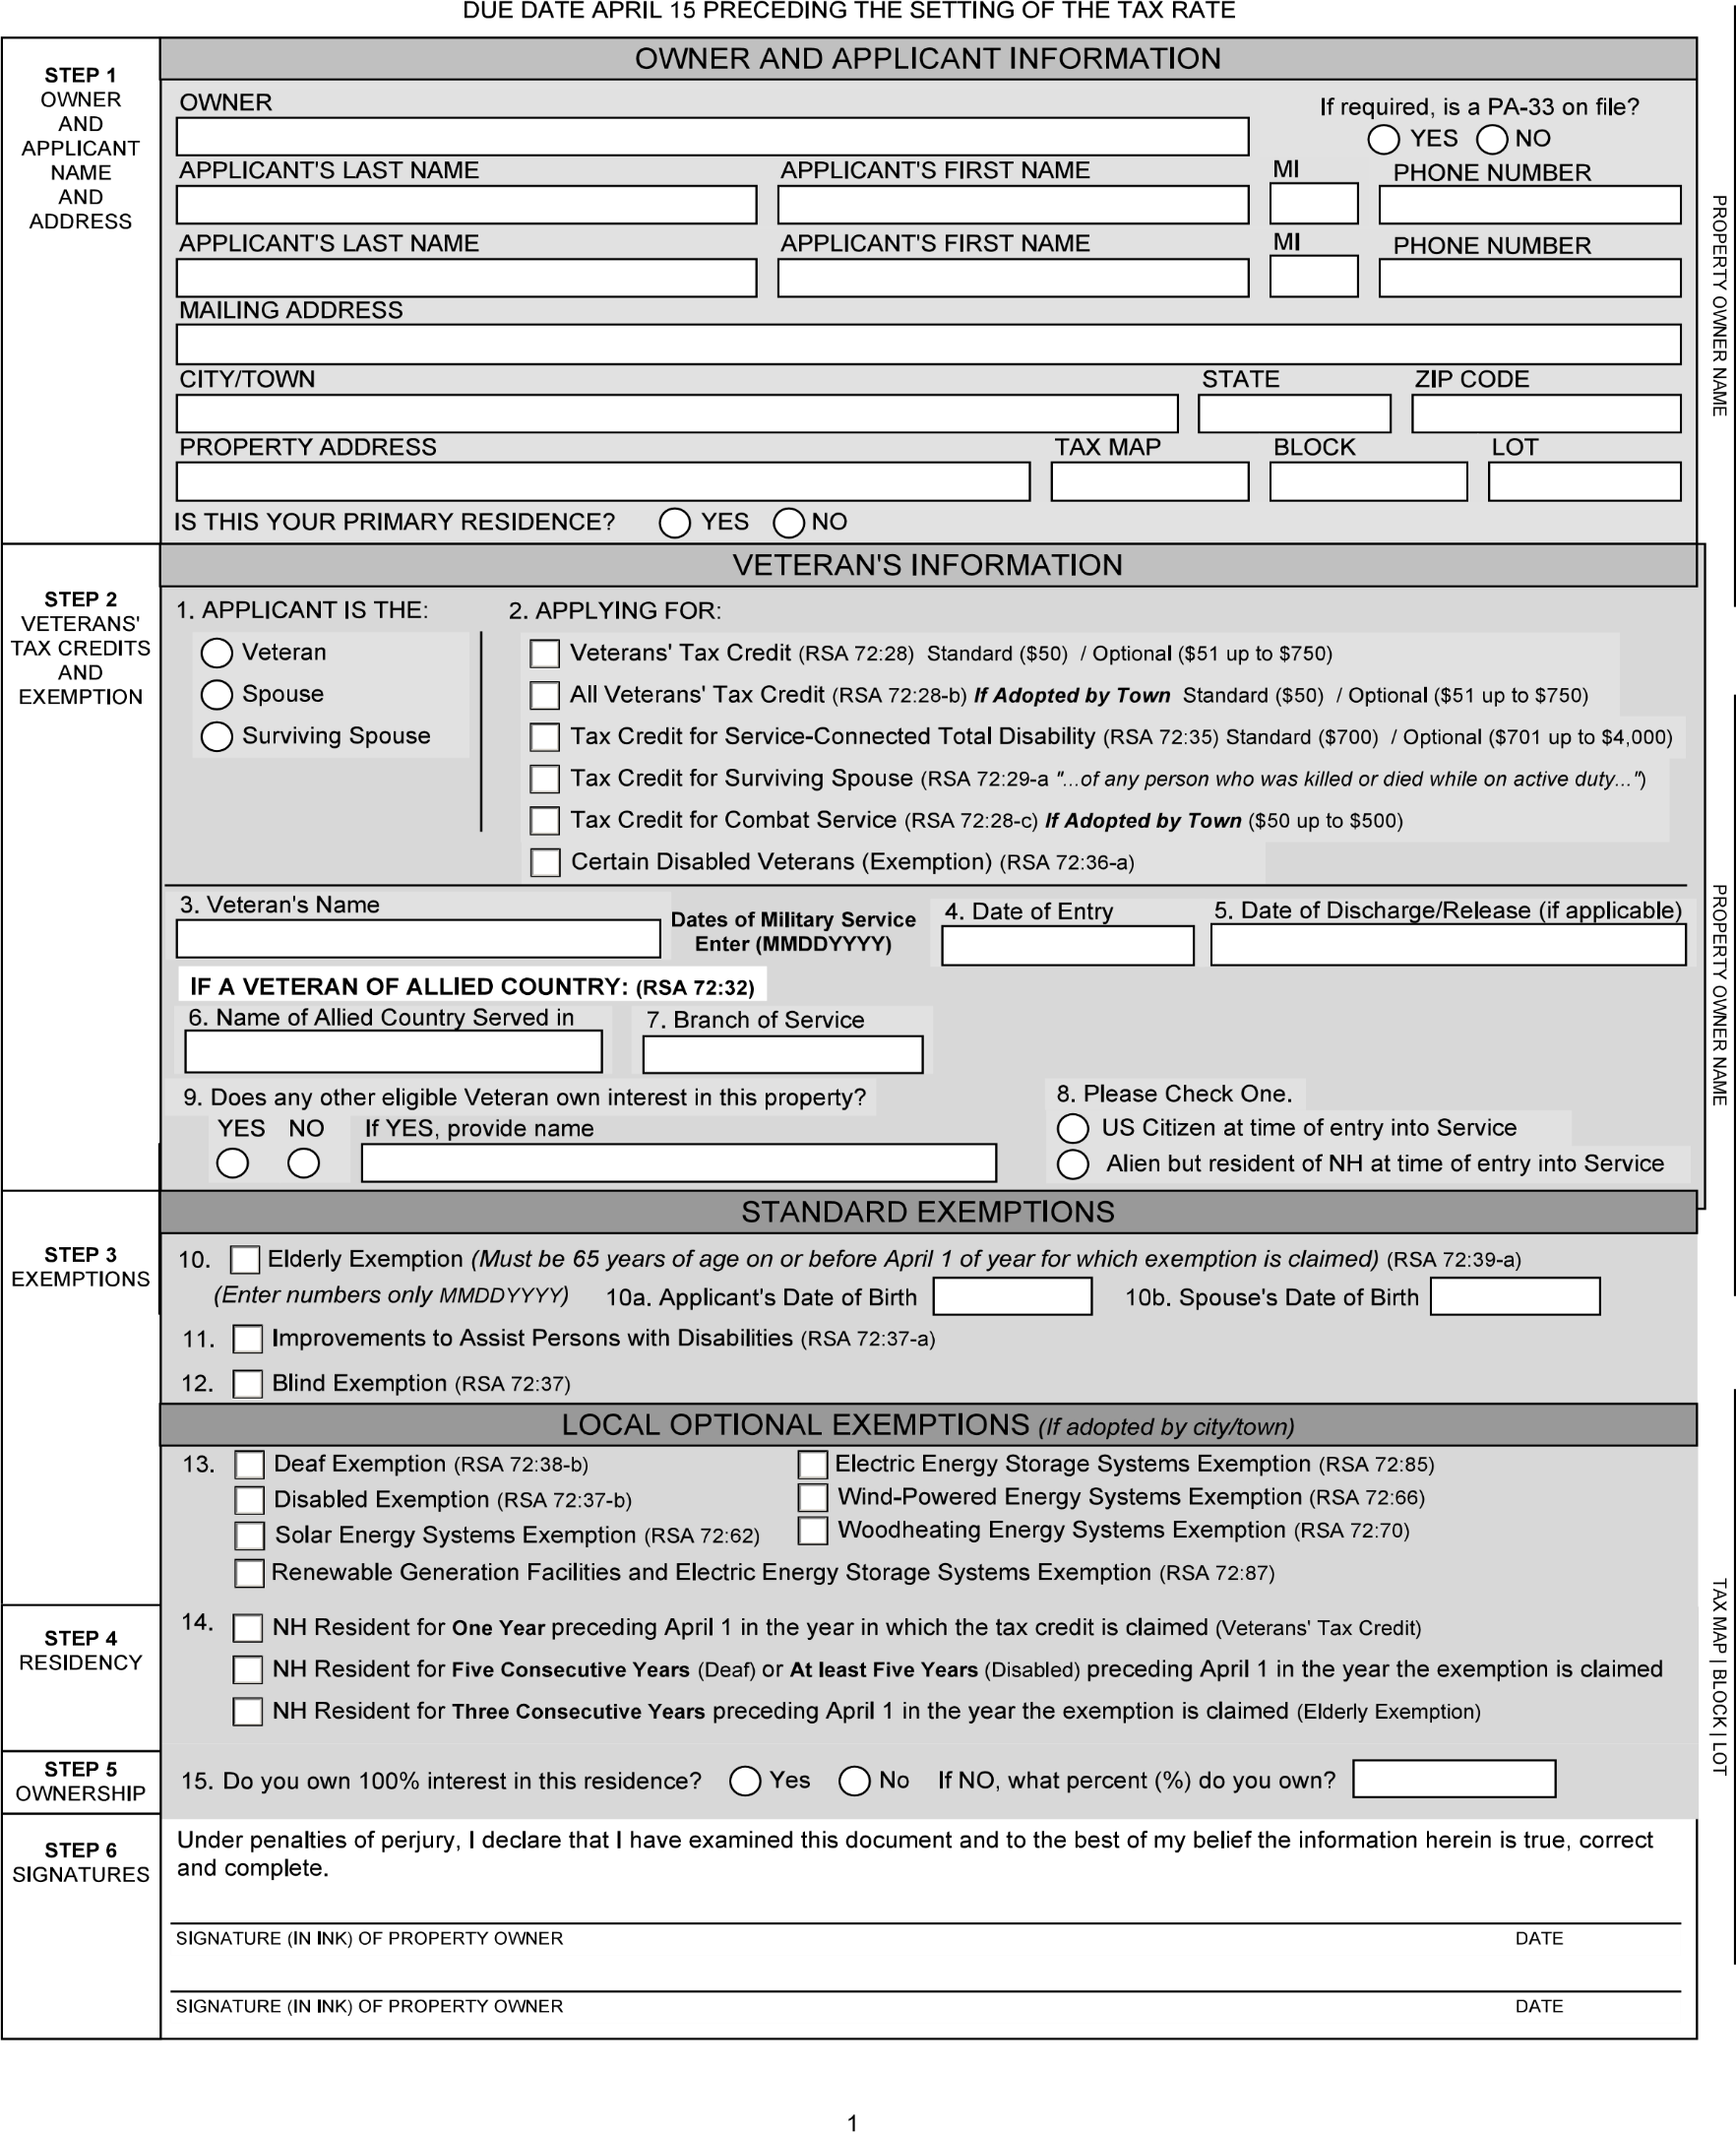 DUE DATE APRIL 15 PRECEDING THE SETTING OF THE TAX RATE
STEP 1
OWNER
AND
APPLICANT
NAME
AND
ADDRESS
OWNER AND APPLICANT INFORMATION
OWNER
If required, is a PA-33 on file?
YES NO
APPLICANT'S LAST NAME APPLICANT'S FIRST NAME MI PHONE NUMBER
APPLICANT'S LAST NAME APPLICANT'S FIRST NAME MI PHONE NUMBER
MAILING ADDRESS
CITY/TOWN STATE ZIP CODE
PROPERTY ADDRESS TAX MAP BLOCK LOT
IS THIS YOUR PRIMARY RESIDENCE? YES NO
PROPERTY OWNER NAME
STEP 2
VETERANS'
TAX CREDITS
AND
EXEMPTION
VETERAN'S INFORMATION
1. APPLICANT IS THE:
Veteran
Spouse
Surviving Spouse
2. APPLYING FOR:
Veterans' Tax Credit (RSA 72:28) Standard ($50) / Optional ($51 up to $750)
All Veterans' Tax Credit (RSA 72:28-b) If Adopted by Town Standard ($50) / Optional ($51 up to $750)
Tax Credit for Service-Connected Total Disability (RSA 72:35) Standard ($700) / Optional ($701 up to $4,000)
Tax Credit for Surviving Spouse (RSA 72:29-a "...of any person who was killed or died while on active duty...")
Tax Credit for Combat Service (RSA 72:28-c) If Adopted by Town ($50 up to $500)
Certain Disabled Veterans (Exemption) (RSA 72:36-a)
3. Veteran's Name
Dates of Military Service
Enter (MMDDYYYY)
4. Date of Entry
5. Date of Discharge/Release (if applicable)
IF A VETERAN OF ALLIED COUNTRY: (RSA 72:32)
6. Name of Allied Country Served in
7. Branch of Service
9. Does any other eligible Veteran own interest in this property?
YES NO If YES, provide name
8. Please Check One.
US Citizen at time of entry into Service
Alien but resident of NH at time of entry into Service
PROPERTY OWNER NAME
STEP 3
EXEMPTIONS
STANDARD EXEMPTIONS
10. Elderly Exemption (Must be 65 years of age on or before April 1 of year for which exemption is claimed) (RSA 72:39-a)
(Enter numbers only MMDDYYYY) 10a. Applicant's Date of Birth 10b. Spouse's Date of Birth
11. Improvements to Assist Persons with Disabilities (RSA 72:37-a)
12. Blind Exemption (RSA 72:37)
LOCAL OPTIONAL EXEMPTIONS (If adopted by city/town)
13. Deaf Exemption (RSA 72:38-b)
Disabled Exemption (RSA 72:37-b)
Solar Energy Systems Exemption (RSA 72:62)
Electric Energy Storage Systems Exemption (RSA 72:85)
Wind-Powered Energy Systems Exemption (RSA 72:66)
Woodheating Energy Systems Exemption (RSA 72:70)
Renewable Generation Facilities and Electric Energy Storage Systems Exemption (RSA 72:87)
STEP 4
RESIDENCY
14. NH Resident for One Year preceding April 1 in the year in which the tax credit is claimed (Veterans' Tax Credit)
NH Resident for Five Consecutive Years (Deaf) or At least Five Years (Disabled) preceding April 1 in the year the exemption is claimed
NH Resident for Three Consecutive Years preceding April 1 in the year the exemption is claimed (Elderly Exemption)
TAX MAP | BLOCK | LOT
STEP 5
OWNERSHIP
15. Do you own 100% interest in this residence? Yes No If NO, what percent (%) do you own?
STEP 6
SIGNATURES
Under penalties of perjury, I declare that I have examined this document and to the best of my belief the information herein is true, correct
and complete.
SIGNATURE (IN INK) OF PROPERTY OWNER DATE
SIGNATURE (IN INK) OF PROPERTY OWNER DATE
1